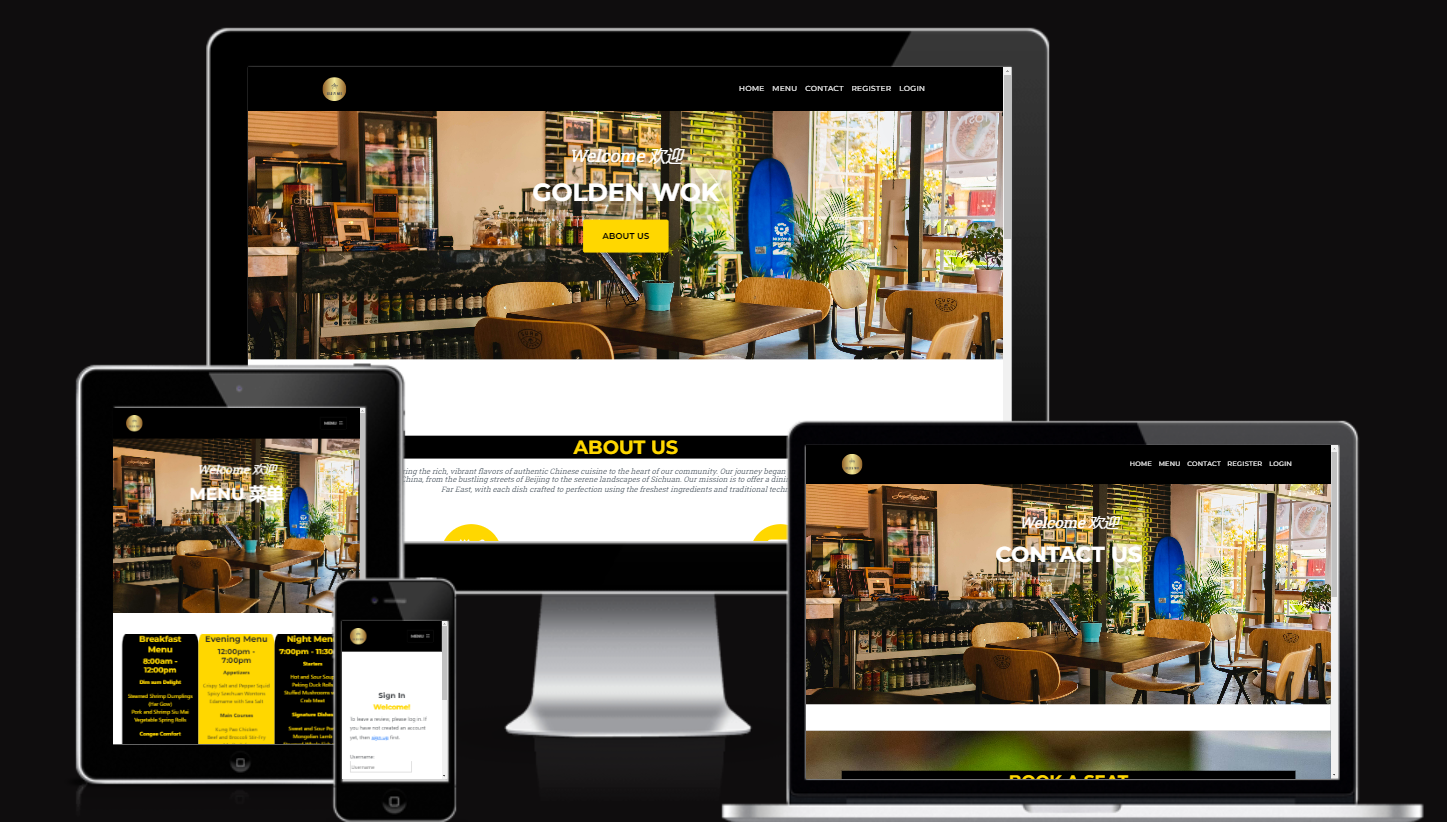 HOME MENU CONTACT REGISTER LOGIN
Welcome 欢迎
GOLDEN WOK
ABOUT US
ABOUT US
ring the rich, vibrant flavors of authentic Chinese cuisine to the heart of our community. Our journey began
China, from the bustling streets of Beijing to the serene landscapes of Sichuan. Our mission is to offer a dini
Far East, with each dish crafted to perfection using the freshest ingredients and traditional techni
MENU
Welcome 欢迎
MENU 菜单
Breakfast
Menu
8:00am -
12:00pm
Dim sum Delight
Steamed Shrimp Dumplings
(Har Gow)
Pork and Shrimp Siu Mai
Vegetable Spring Rolls
Congee Comfort
Evening Menu
12:00pm -
7:00pm
Appetizers
Crispy Salt and Pepper Squid
Spicy Szechuan Wontons
Edamame with Sea Salt
Main Courses
Kung Pao Chicken
Beef and Broccoli Stir-Fry
Night Men
7:00pm - 11:30
Starters
Hot and Sour Soup
Peking Duck Rolls
Stuffed Mushrooms
Crab Meat
Signature Dishes
Sweet and Sour Por
Mongolian Lamb
MENU
Sign In
Welcome!
To leave a review, please log in. If
you have not created an account
yet, then sign up first.
Username:
Username
HOME MENU CONTACT REGISTER LOGIN
Welcome 欢迎
CONTACT US
BOOK A SEAT